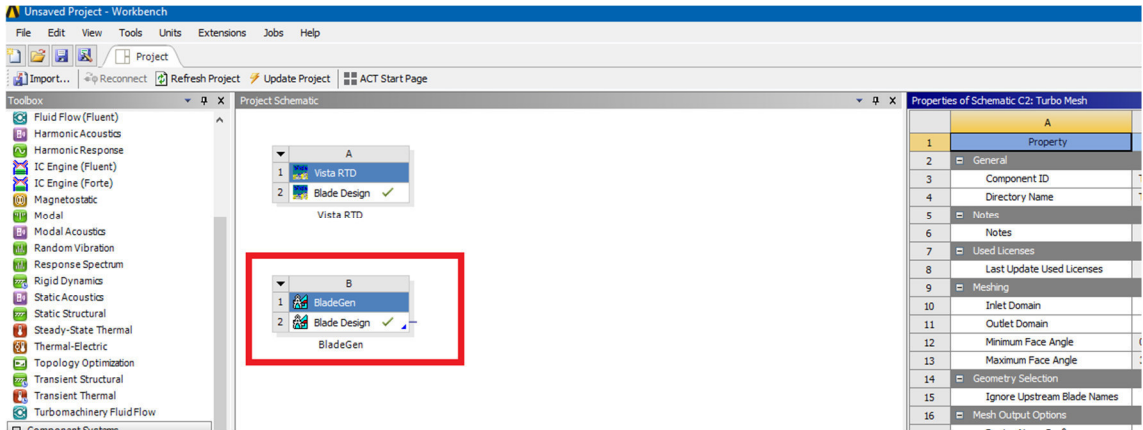 Unsaved Project - Workbench
File Edit View Tools Units Extensions Jobs Help
Project
Import... Reconnect Refresh Project Update Project ACT Start Page
Toolbox
Fluid Flow (Fluent)
Harmonic Acoustics
Harmonic Response
IC Engine (Fluent)
IC Engine (Forte)
Magnetostatic
Modal
Modal Acoustics
Random Vibration
Response Spectrum
Rigid Dynamics
Static Acoustics
Static Structural
Steady-State Thermal
Thermal-Electric
Topology Optimization
Transient Structural
Transient Thermal
Turbomachinery Fluid Flow
Component Systems
Project Schematic
A
1 Vista RTD
2 Blade Design
Vista RTD
B
1 BladeGen
2 Blade Design
BladeGen
Properties of Schematic C2: Turbo Mesh
A
1 Property
2 General
3 Component ID
4 Directory Name
5 Notes
6 Notes
7 Used Licenses
8 Last Update Used Licenses
9 Meshing
10 Inlet Domain
11 Outlet Domain
12 Minimum Face Angle
13 Maximum Face Angle
14 Geometry Selection
15 Ignore Upstream Blade Names
16 Mesh Output Options